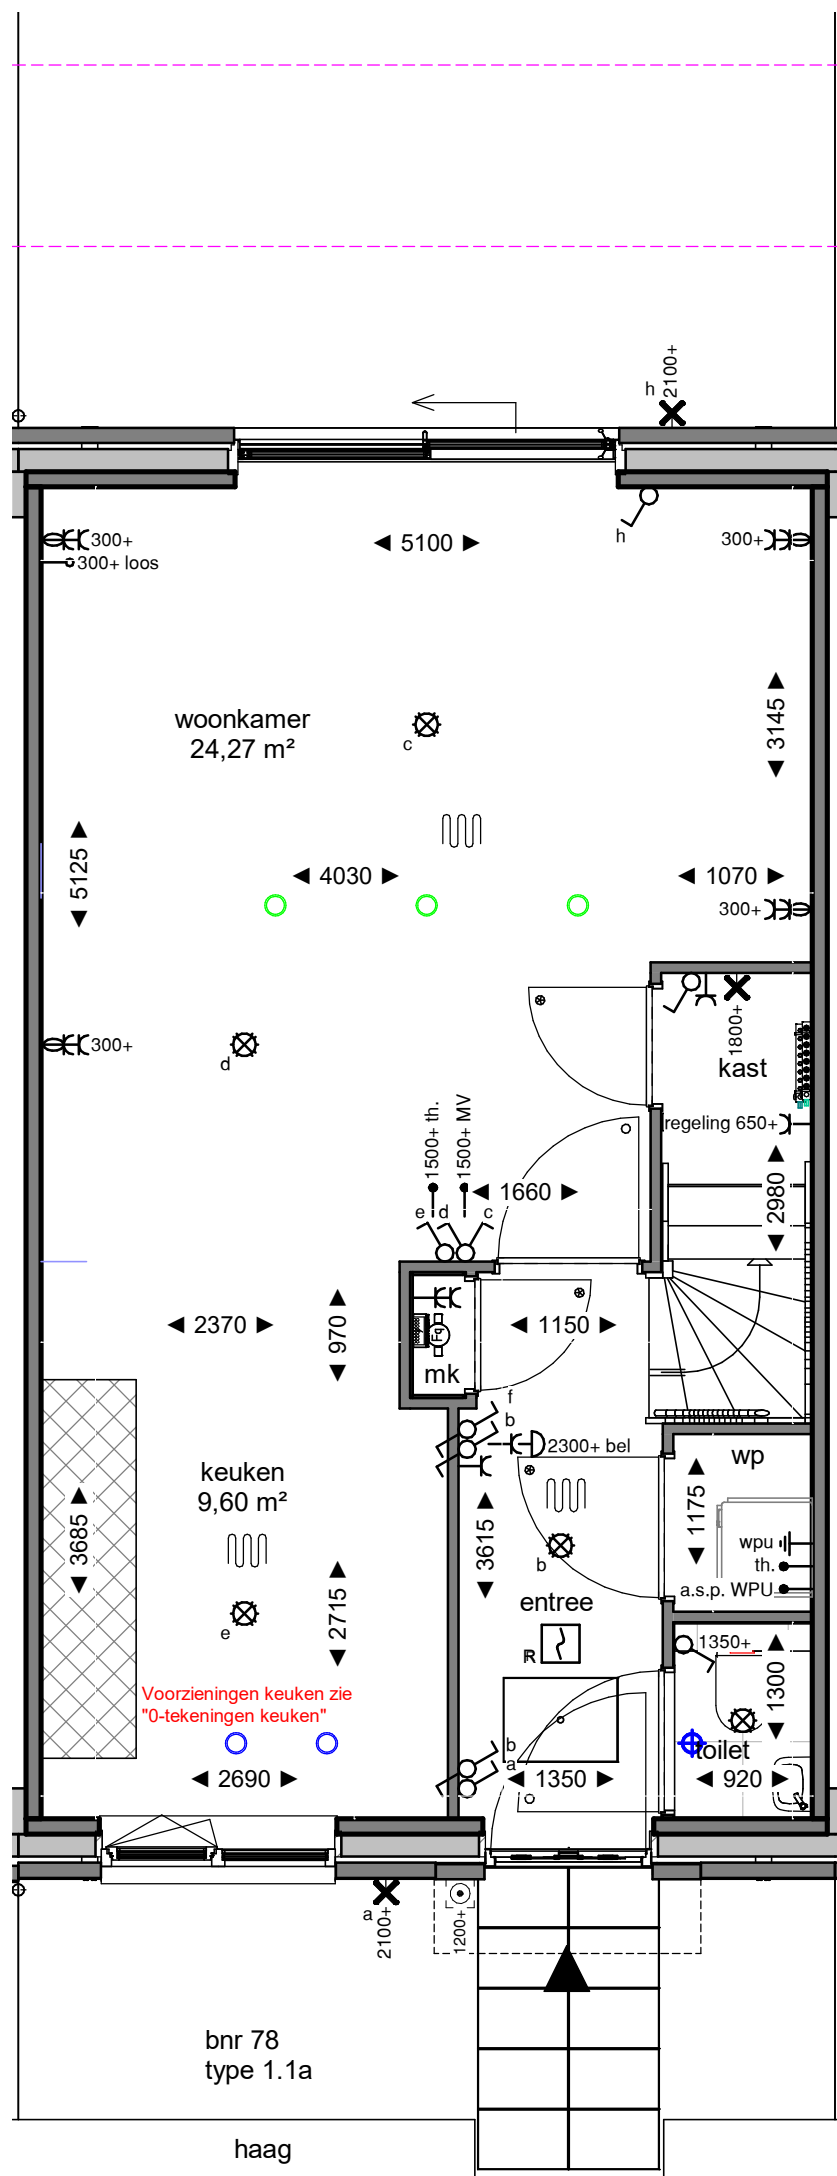 h
2100+
300+
300+ loos
5100
h
300+
woonkamer
24,27 m²
c
3145
5125
4030
1070
300+
300+
d
1800+
kast
1500+ th.
1500+ MV
regeling 650+
e
d
c
1660
2980
2370
970
Fq
mk
1150
f
b
2300+ bel
keuken
9,60 m²
wp
3685
3615
1175
b
wpu
th.
a.s.p. WPU
e
2715
entree
R
1350+
1300
Voorzieningen keuken zie
"0-tekeningen keuken"
toilet
b
a
2690
1350
920
a
2100+
1200+
bnr 78
type 1.1a
haag